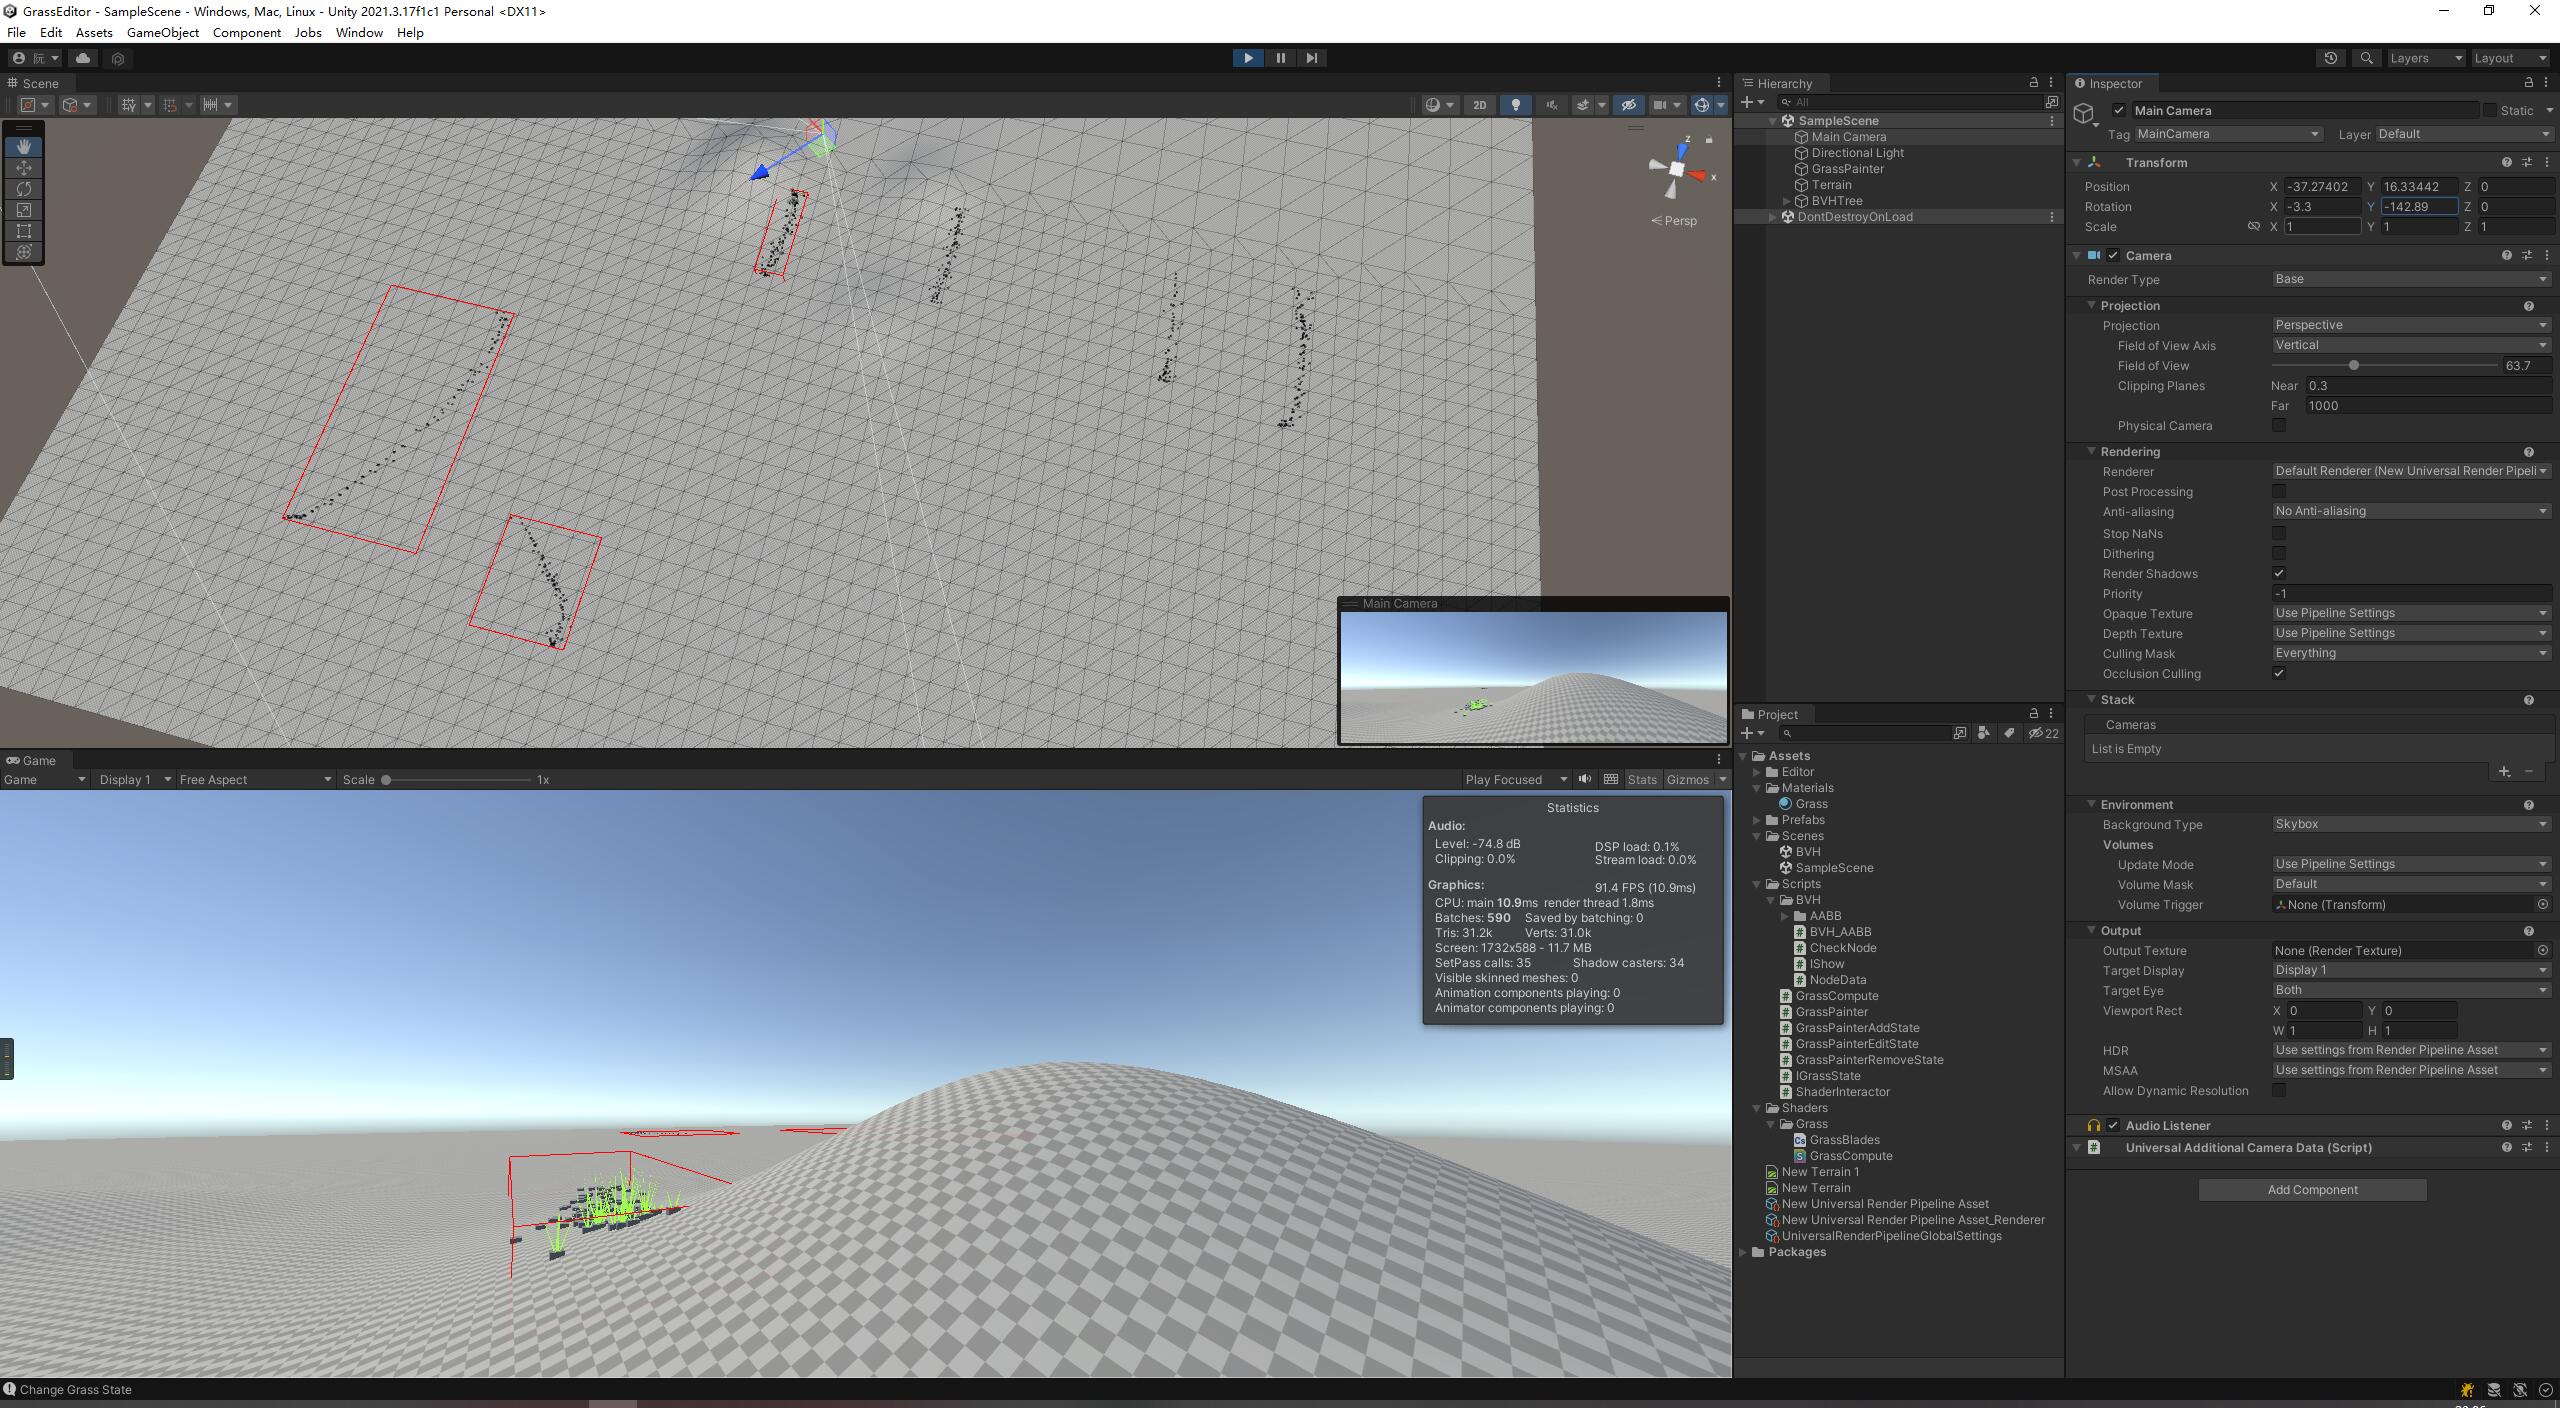 GrassEditor - SampleScene - Windows, Mac, Linux - Unity 2021.3.17f1c1 Personal <DX11>
File Edit Assets GameObject Component Jobs Window Help
阮
Layers Layout
Scene
2D
z
x
Persp
Main Camera
Game
Game Display 1 Free Aspect Scale 1x Play Focused Stats Gizmos
Statistics
Audio:
Level: -74.8 dB DSP load: 0.1%
Clipping: 0.0% Stream load: 0.0%
Graphics: 91.4 FPS (10.9ms)
CPU: main 10.9ms render thread 1.8ms
Batches: 590 Saved by batching: 0
Tris: 31.2k Verts: 31.0k
Screen: 1732x588 - 11.7 MB
SetPass calls: 35 Shadow casters: 34
Visible skinned meshes: 0
Animation components playing: 0
Animator components playing: 0
Change Grass State
Hierarchy
All
SampleScene
Main Camera
Directional Light
GrassPainter
Terrain
BVHTree
DontDestroyOnLoad
Project
22
Assets
Editor
Materials
Grass
Prefabs
Scenes
BVH
SampleScene
Scripts
BVH
AABB
BVH_AABB
CheckNode
IShow
NodeData
GrassCompute
GrassPainter
GrassPainterAddState
GrassPainterEditState
GrassPainterRemoveState
IGrassState
ShaderInteractor
Shaders
Grass
GrassBlades
GrassCompute
New Terrain 1
New Terrain
New Universal Render Pipeline Asset
New Universal Render Pipeline Asset_Renderer
UniversalRenderPipelineGlobalSettings
Packages
Inspector
Main Camera Static
Tag MainCamera Layer Default
Transform
Position X -37.27402 Y 16.33442 Z 0
Rotation X -3.3 Y -142.89 Z 0
Scale X 1 Y 1 Z 1
Camera
Render Type Base
Projection
Projection Perspective
Field of View Axis Vertical
Field of View 63.7
Clipping Planes Near 0.3
Far 1000
Physical Camera
Rendering
Renderer Default Renderer (New Universal Render Pipeli
Post Processing
Anti-aliasing No Anti-aliasing
Stop NaNs
Dithering
Render Shadows
Priority -1
Opaque Texture Use Pipeline Settings
Depth Texture Use Pipeline Settings
Culling Mask Everything
Occlusion Culling
Stack
Cameras
List is Empty
Environment
Background Type Skybox
Volumes
Update Mode Use Pipeline Settings
Volume Mask Default
Volume Trigger None (Transform)
Output
Output Texture None (Render Texture)
Target Display Display 1
Target Eye Both
Viewport Rect X 0 Y 0
W 1 H 1
HDR Use settings from Render Pipeline Asset
MSAA Use settings from Render Pipeline Asset
Allow Dynamic Resolution
Audio Listener
Universal Additional Camera Data (Script)
Add Component